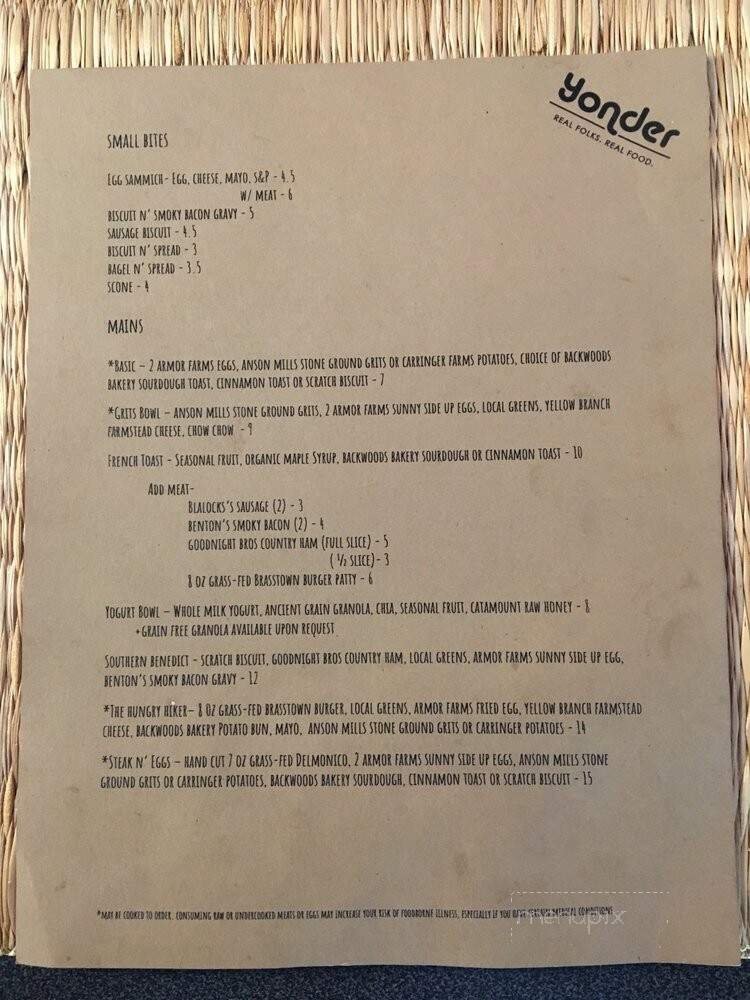 yonder
REAL FOLKS. REAL FOOD.
SMALL BITES
EGG SAMMICH- EGG, CHEESE, MAYO, S&P - 4.5
W/ MEAT - 6
BISCUIT N' SMOKY BACON GRAVY - 5
SAUSAGE BISCUIT - 4.5
BISCUIT N' SPREAD - 3
BAGEL N' SPREAD - 3.5
SCONE - 4
MAINS
*BASIC – 2 ARMOR FARMS EGGS, ANSON MILLS STONE GROUND GRITS OR CARRINGER FARMS POTATOES, CHOICE OF BACKWOODS
BAKERY SOURDOUGH TOAST, CINNAMON TOAST OR SCRATCH BISCUIT - 7
*GRITS BOWL – ANSON MILLS STONE GROUND GRITS, 2 ARMOR FARMS SUNNY SIDE UP EGGS, LOCAL GREENS, YELLOW BRANCH
FARMSTEAD CHEESE, CHOW CHOW - 9
FRENCH TOAST - SEASONAL FRUIT, ORGANIC MAPLE SYRUP, BACKWOODS BAKERY SOURDOUGH OR CINNAMON TOAST - 10
ADD MEAT-
BLALOCKS'S SAUSAGE (2) - 3
BENTON'S SMOKY BACON (2) - 4
GOODNIGHT BROS COUNTRY HAM (FULL SLICE) - 5
( ½ SLICE)- 3
8 OZ GRASS-FED BRASSTOWN BURGER PATTY - 6
YOGURT BOWL – WHOLE MILK YOGURT, ANCIENT GRAIN GRANOLA, CHIA, SEASONAL FRUIT, CATAMOUNT RAW HONEY - 8
+GRAIN FREE GRANOLA AVAILABLE UPON REQUEST
SOUTHERN BENEDICT - SCRATCH BISCUIT, GOODNIGHT BROS COUNTRY HAM, LOCAL GREENS, ARMOR FARMS SUNNY SIDE UP EGG,
BENTON'S SMOKY BACON GRAVY - 12
*THE HUNGRY HIKER– 8 OZ GRASS-FED BRASSTOWN BURGER, LOCAL GREENS, ARMOR FARMS FRIED EGG, YELLOW BRANCH FARMSTEAD
CHEESE, BACKWOODS BAKERY POTATO BUN, MAYO, ANSON MILLS STONE GROUND GRITS OR CARRINGER POTATOES - 14
*STEAK N' EGGS – HAND CUT 7 OZ GRASS-FED DELMONICO, 2 ARMOR FARMS SUNNY SIDE UP EGGS, ANSON MILLS STONE
GROUND GRITS OR CARRINGER POTATOES, BACKWOODS BAKERY SOURDOUGH, CINNAMON TOAST OR SCRATCH BISCUIT - 15
*MAY BE COOKED TO ORDER. CONSUMING RAW OR UNDERCOOKED MEATS OR EGGS MAY INCREASE YOUR RISK OF FOODBORNE ILLNESS, ESPECIALLY IF YOU HAVE CERTAIN MEDICAL CONDITIONS
menupix